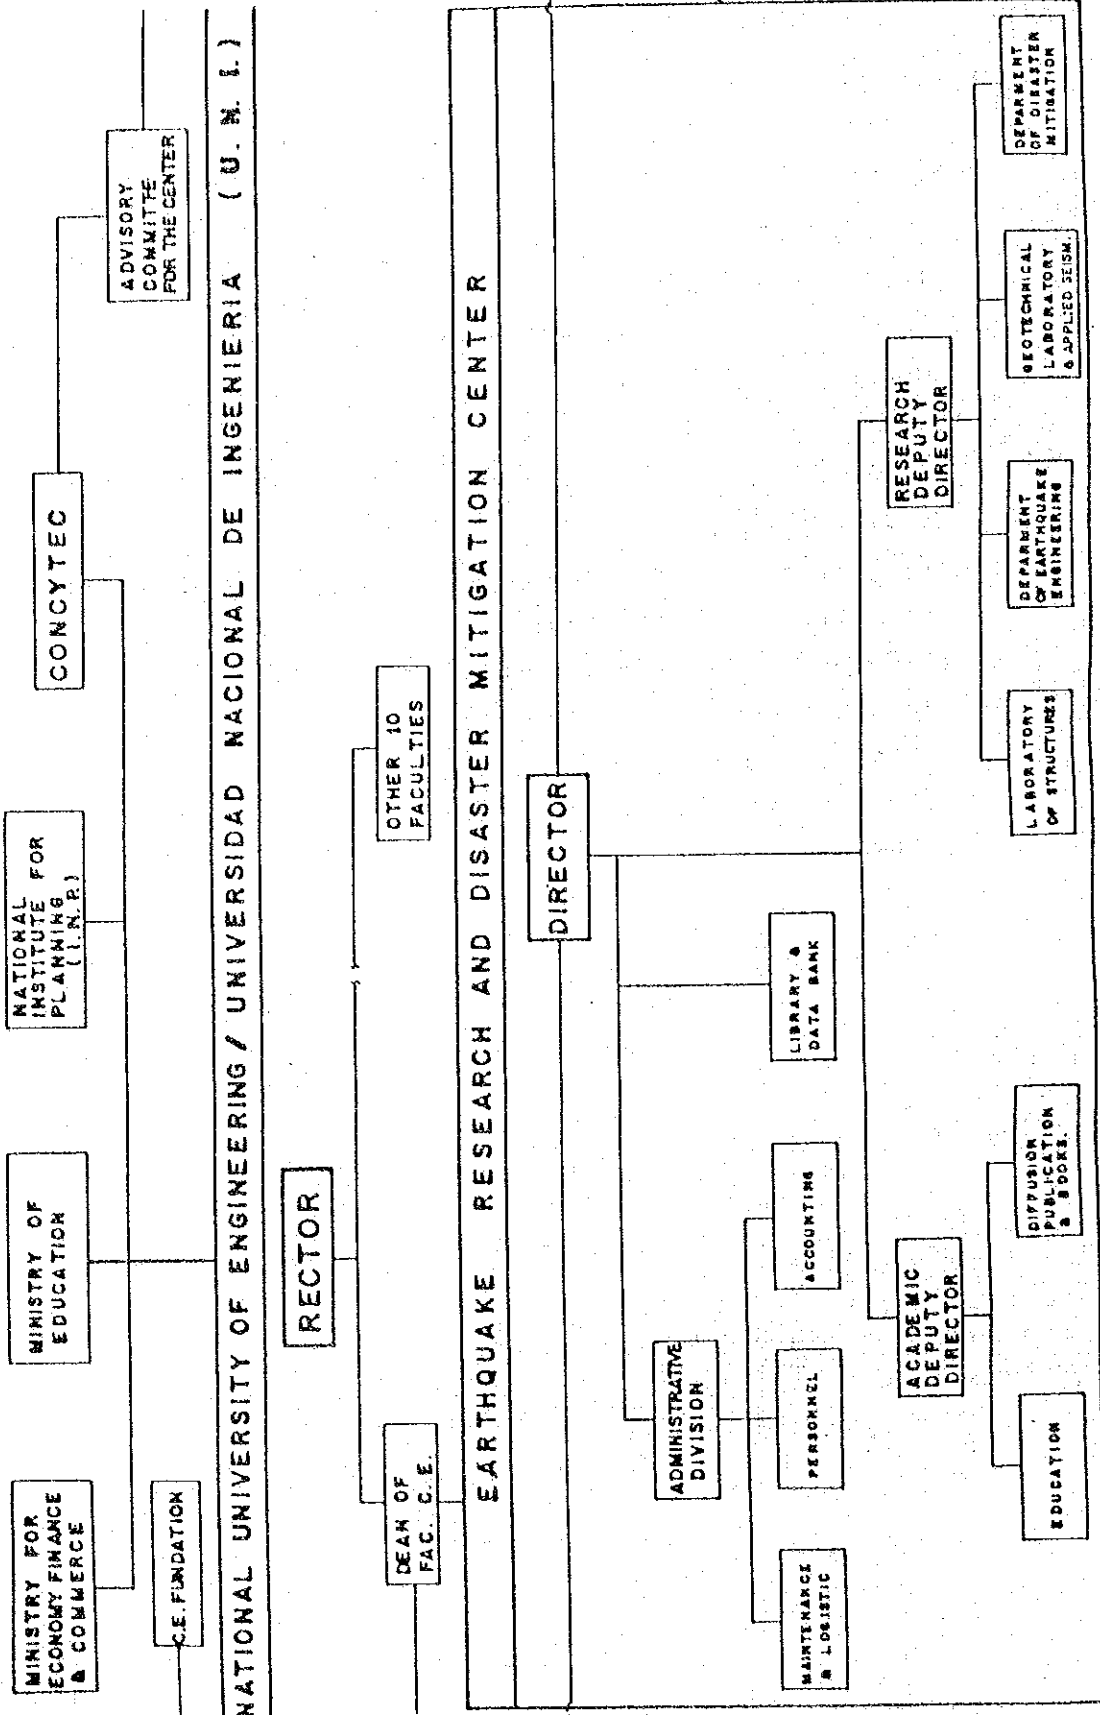 MINISTRY FOR
ECONOMY FINANCE
& COMMERCE
MINISTRY OF
EDUCATION
NATIONAL
INSTITUTE FOR
PLANNING
(I.N.P.)
CONCYTEC
C.E. FUNDATION
ADVISORY
COMMITTE
FOR THE CENTER
NATIONAL UNIVERSITY OF ENGINEERING / UNIVERSIDAD NACIONAL DE INGENIERIA (U.N.I.)
RECTOR
DEAN OF
FAC. C.E.
OTHER 10
FACULTIES
EARTHQUAKE RESEARCH AND DISASTER MITIGATION CENTER
DIRECTOR
ADMINISTRATIVE
DIVISION
LIBRARY &
DATA BANK
MAINTENANCE
& LOGISTIC
PERSONNEL
ACCOUNTING
ACADEMIC
DEPUTY
DIRECTOR
RESEARCH
DEPUTY
DIRECTOR
EDUCATION
DIFFUSION
PUBLICATION
& BOOKS.
LABORATORY
OF STRUCTURES
DEPARMENT
OF EARTHQUAKE
ENGINEERING
GEOTECHNICAL
LABORATORY
& APPLIED SEISM.
DEPARMENT
OF DISASTER
MITIGATION